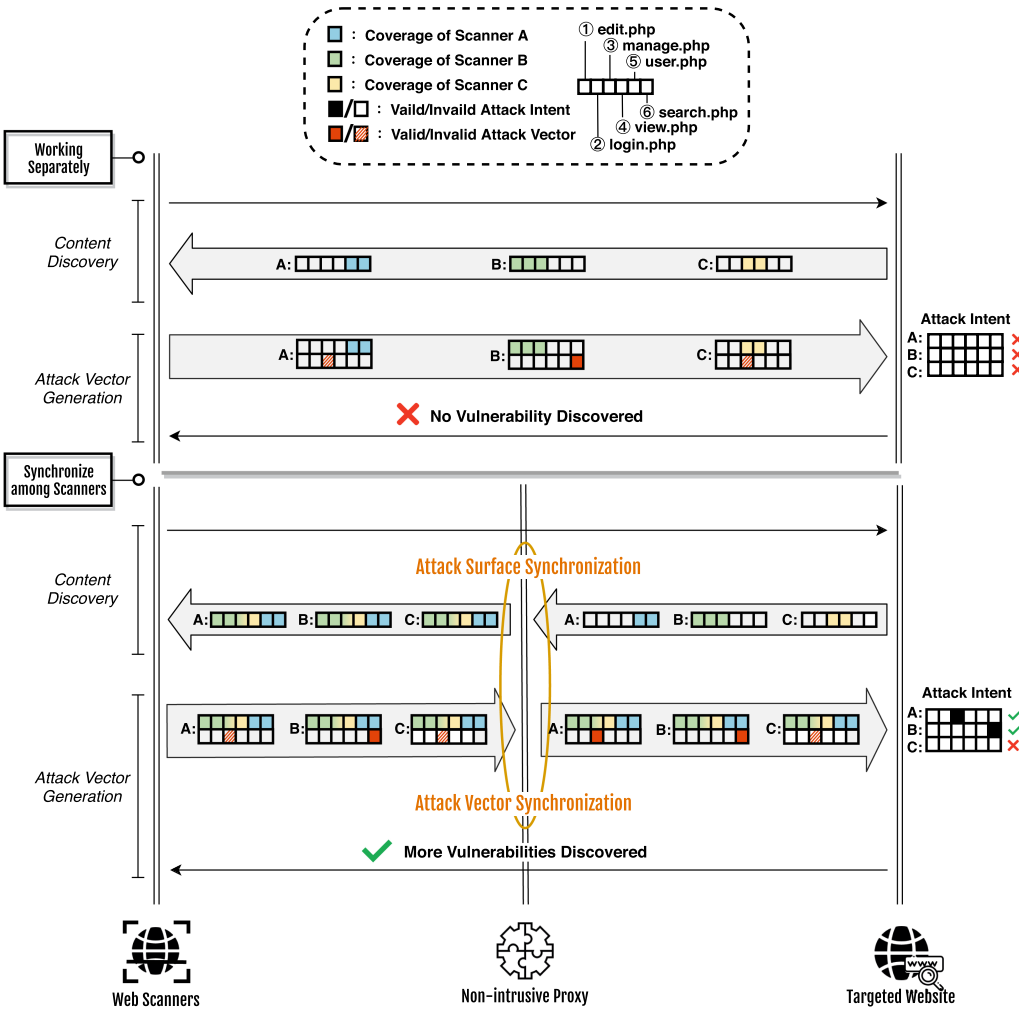 : Coverage of Scanner A
: Coverage of Scanner B
: Coverage of Scanner C
/ : Vaild/Invaild Attack Intent
/ : Valid/Invalid Attack Vector
① edit.php
③ manage.php
⑤ user.php
⑥ search.php
④ view.php
② login.php
Working
Separately
Content
Discovery
A:
B:
C:
Attack Vector
Generation
A:
B:
C:
Attack Intent
A:
B:
C:
No Vulnerability Discovered
Synchronize
among Scanners
Attack Surface Synchronization
Content
Discovery
A:
B:
C:
A:
B:
C:
Attack Vector
Generation
A:
B:
C:
A:
B:
C:
Attack Intent
A:
B:
C:
Attack Vector Synchronization
More Vulnerabilities Discovered
Web Scanners
Non-intrusive Proxy
www
Targeted Website